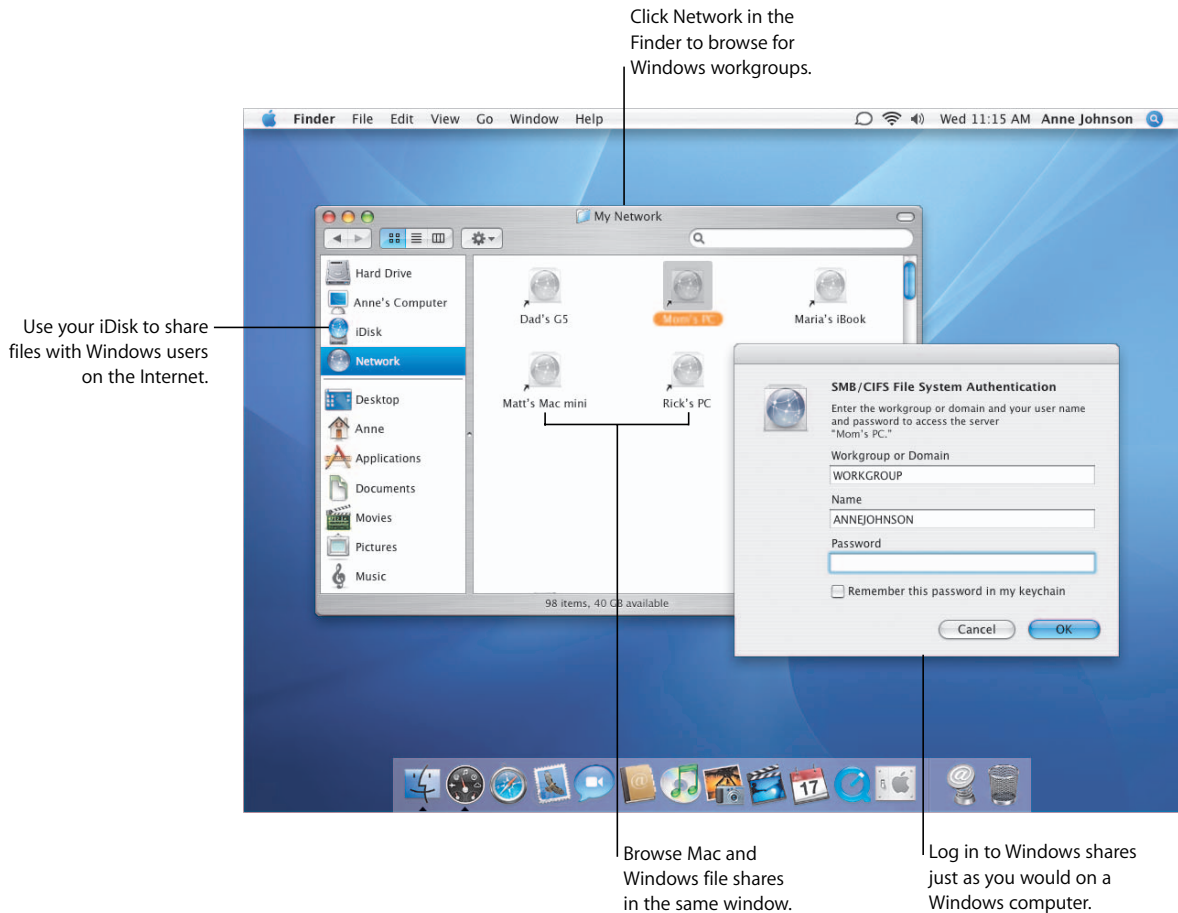 Click Network in the
Finder to browse for
Windows workgroups.
Finder File Edit View Go Window Help
Wed 11:15 AM Anne Johnson
My Network
Hard Drive
Anne's Computer
iDisk
Network
Desktop
Anne
Applications
Documents
Movies
Pictures
Music
Dad's G5
Mom's PC
Maria's iBook
Matt's Mac mini
Rick's PC
98 items, 40 GB available
Use your iDisk to share
files with Windows users
on the Internet.
SMB/CIFS File System Authentication
Enter the workgroup or domain and your user name
and password to access the server
"Mom's PC."
Workgroup or Domain
WORKGROUP
Name
ANNEJOHNSON
Password
Remember this password in my keychain
Cancel
OK
17
Browse Mac and
Windows file shares
in the same window.
Log in to Windows shares
just as you would on a
Windows computer.